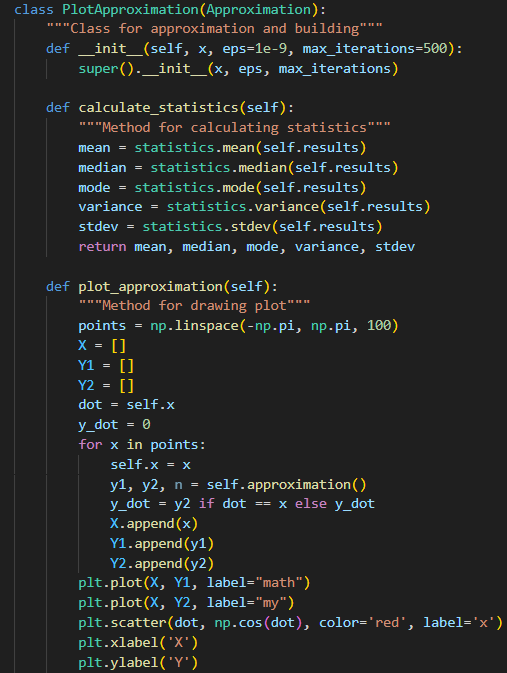 class PlotApproximation(Approximation):
    """Class for approximation and building"""
    def __init__(self, x, eps=1e-9, max_iterations=500):
        super().__init__(x, eps, max_iterations)

    def calculate_statistics(self):
        """Method for calculating statistics"""
        mean = statistics.mean(self.results)
        median = statistics.median(self.results)
        mode = statistics.mode(self.results)
        variance = statistics.variance(self.results)
        stdev = statistics.stdev(self.results)
        return mean, median, mode, variance, stdev

    def plot_approximation(self):
        """Method for drawing plot"""
        points = np.linspace(-np.pi, np.pi, 100)
        X = []
        Y1 = []
        Y2 = []
        dot = self.x
        y_dot = 0
        for x in points:
            self.x = x
            y1, y2, n = self.approximation()
            y_dot = y2 if dot == x else y_dot
            X.append(x)
            Y1.append(y1)
            Y2.append(y2)
        plt.plot(X, Y1, label="math")
        plt.plot(X, Y2, label="my")
        plt.scatter(dot, np.cos(dot), color='red', label='x')
        plt.xlabel('X')
        plt.ylabel('Y')